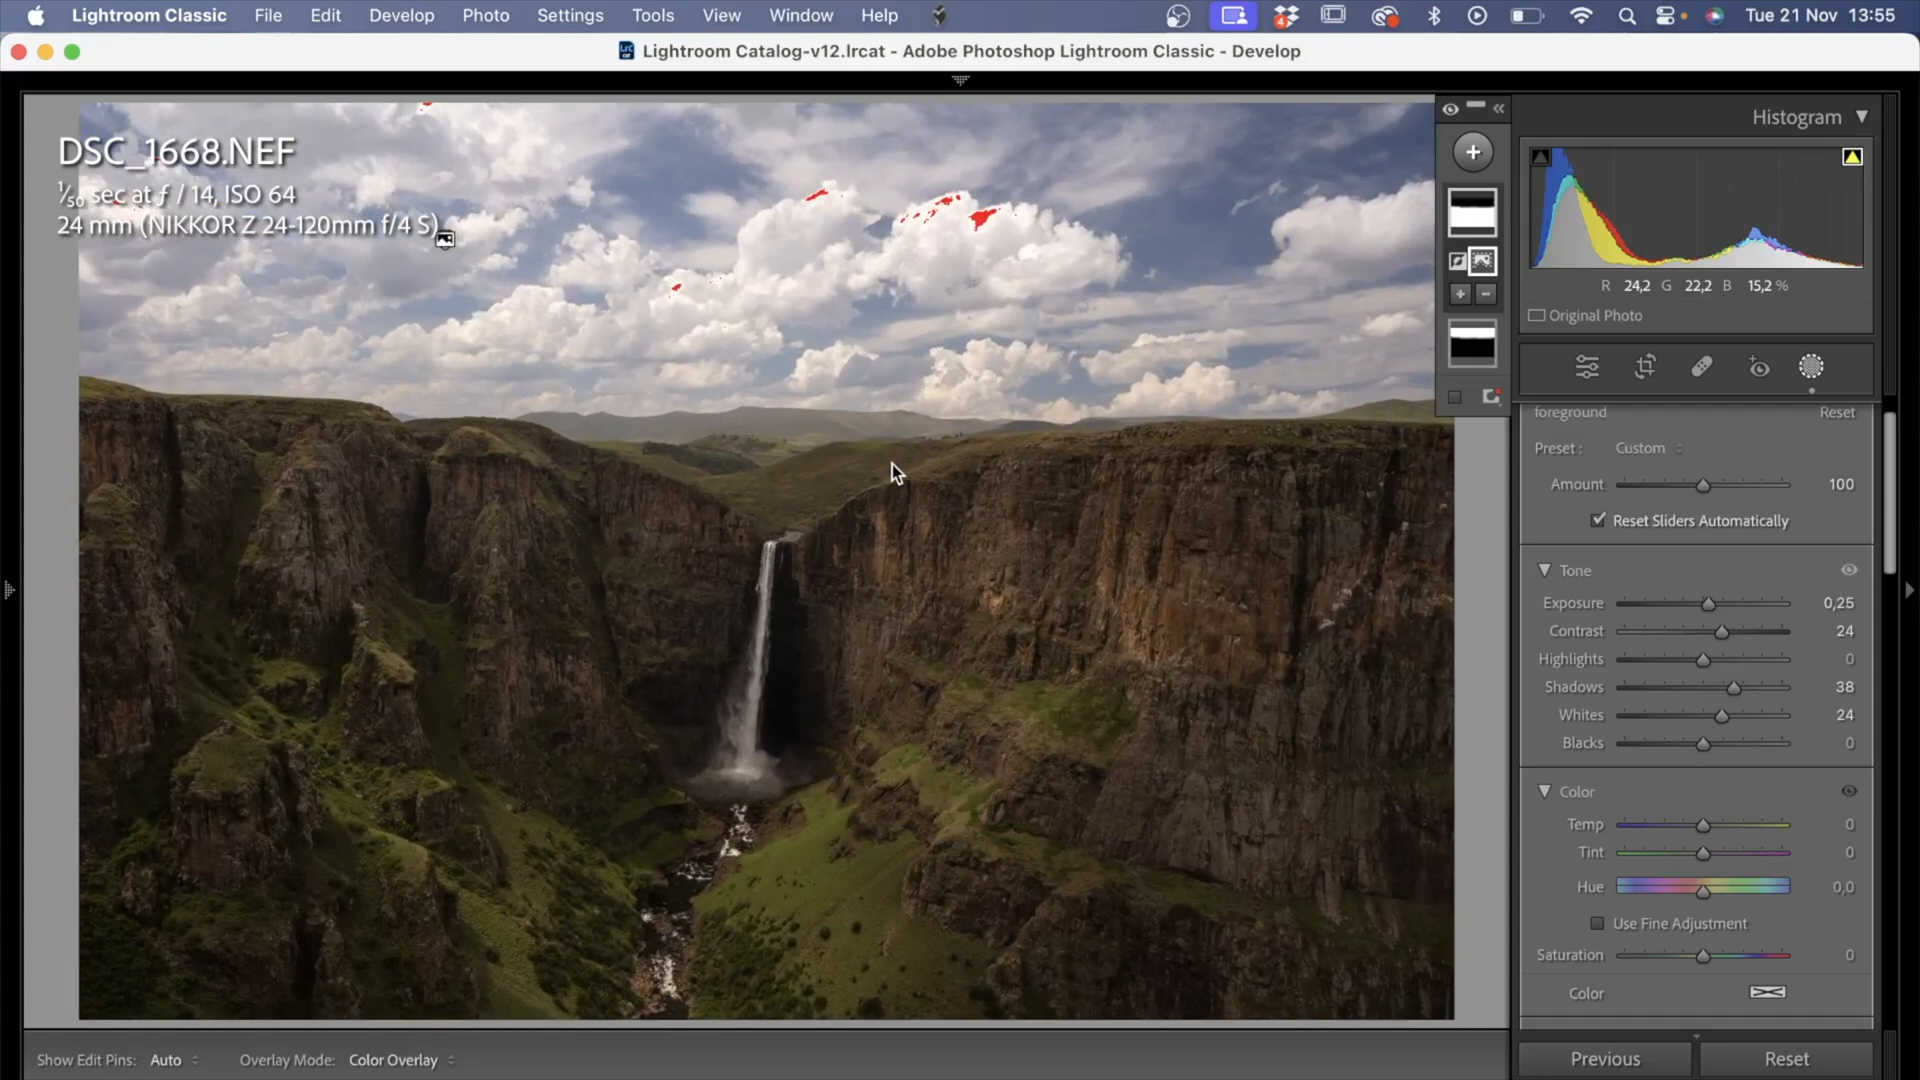 Lightroom Classic File Edit Develop Photo Settings Tools View Window Help 4 Tue 21 Nov 13:55
LrC cat Lightroom Catalog-v12.lrcat - Adobe Photoshop Lightroom Classic - Develop
DSC_1668.NEF
1/50 sec at ƒ / 14, ISO 64
24 mm (NIKKOR Z 24-120mm f/4 S)
Histogram
R 24,2 G 22,2 B 15,2 %
Original Photo
foreground Reset
Preset : Custom
Amount 100
Reset Sliders Automatically
Tone
Exposure 0,25
Contrast 24
Highlights 0
Shadows 38
Whites 24
Blacks 0
Color
Temp 0
Tint 0
Hue 0,0
Use Fine Adjustment
Saturation 0
Color
Show Edit Pins: Auto Overlay Mode: Color Overlay
Previous Reset